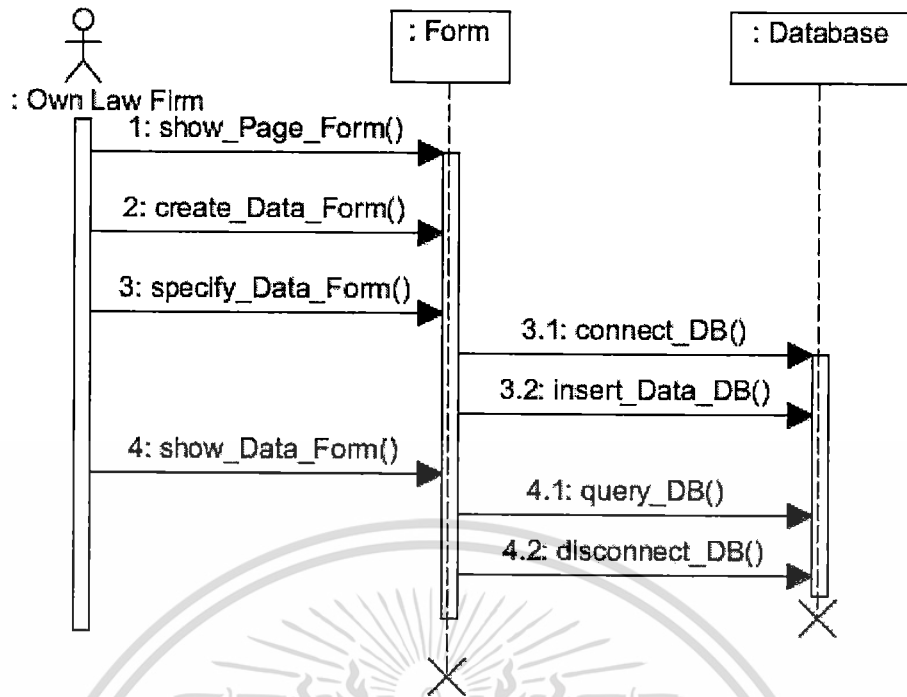 : Form
: Database
: Own Law Firm
1: show_Page_Form()
2: create_Data_Form()
3: specify_Data_Form()
3.1: connect_DB()
3.2: insert_Data_DB()
4: show_Data_Form()
4.1: query_DB()
4.2: disconnect_DB()